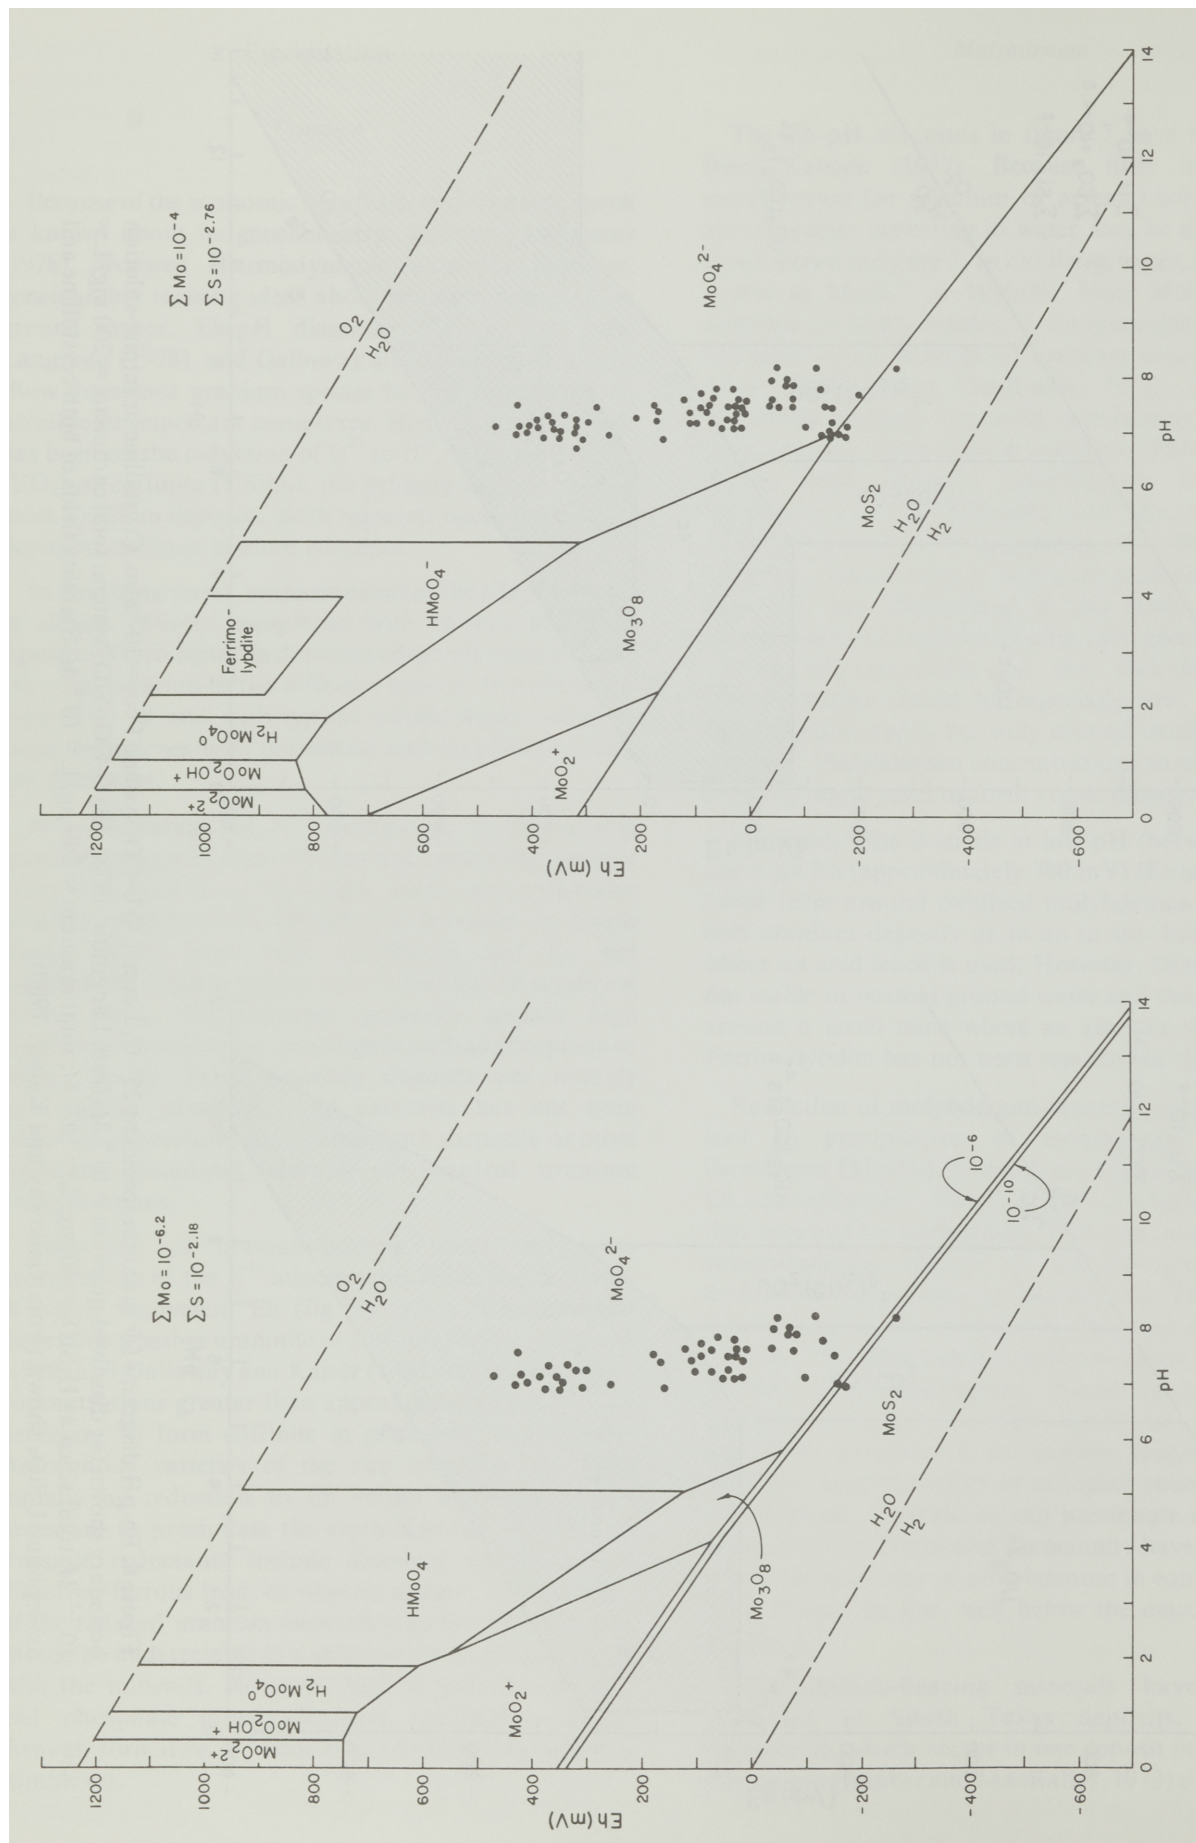 ∑ Mo = 10⁻⁶·²
∑ S = 10⁻²·¹⁸
1200
1000
800
600
400
200
0
-200
-400
-600
Eh (mV)
MoO₂²⁺
MoO₂OH⁺
H₂MoO₄⁰
HMoO₄⁻
O₂
H₂O
MoO₄²⁻
MoO₂⁺
Mo₃O₈
MoS₂
H₂O
H₂
10⁻⁶
10⁻¹⁰
0 2 4 6 8 10 12 14
pH
∑ Mo = 10⁻⁴
∑ S = 10⁻²·⁷⁶
1200
1000
800
600
400
200
0
-200
-400
-600
Eh (mV)
MoO₂²⁺
MoO₂OH⁺
H₂MoO₄⁰
Ferrimo-
lybdite
HMoO₄⁻
O₂
H₂O
MoO₄²⁻
MoO₂⁺
Mo₃O₈
MoS₂
H₂O
H₂
0 2 4 6 8 10 12 14
pH